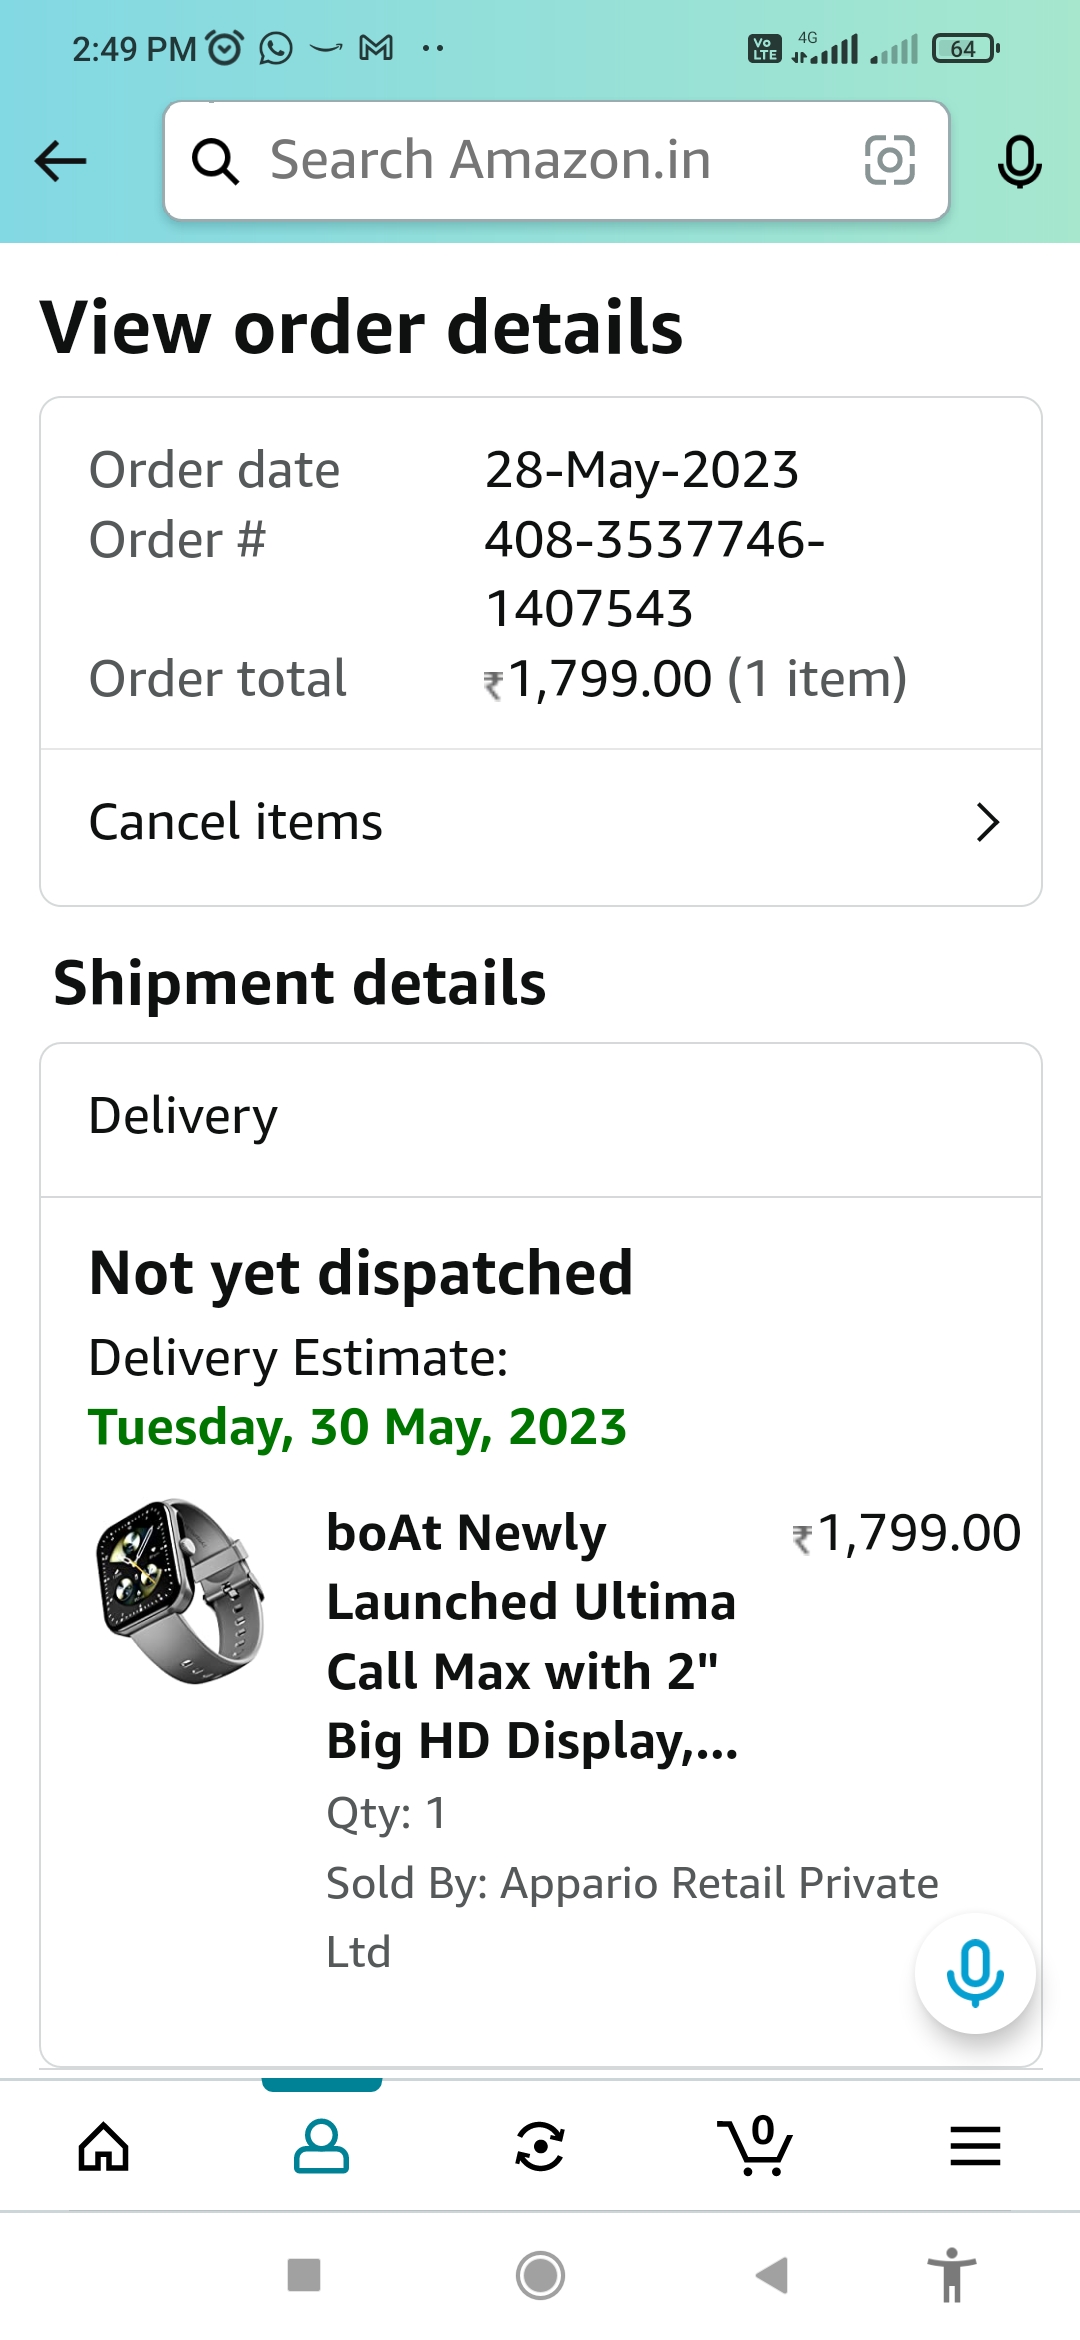 2:49 PM
Vo LTE 4G 64
Search Amazon.in
View order details
Order date 28-May-2023
Order # 408-3537746-
1407543
Order total ₹1,799.00 (1 item)
Cancel items
Shipment details
Delivery
Not yet dispatched
Delivery Estimate:
Tuesday, 30 May, 2023
boAt Newly ₹1,799.00
Launched Ultima
Call Max with 2"
Big HD Display,...
Qty: 1
Sold By: Appario Retail Private
Ltd
0